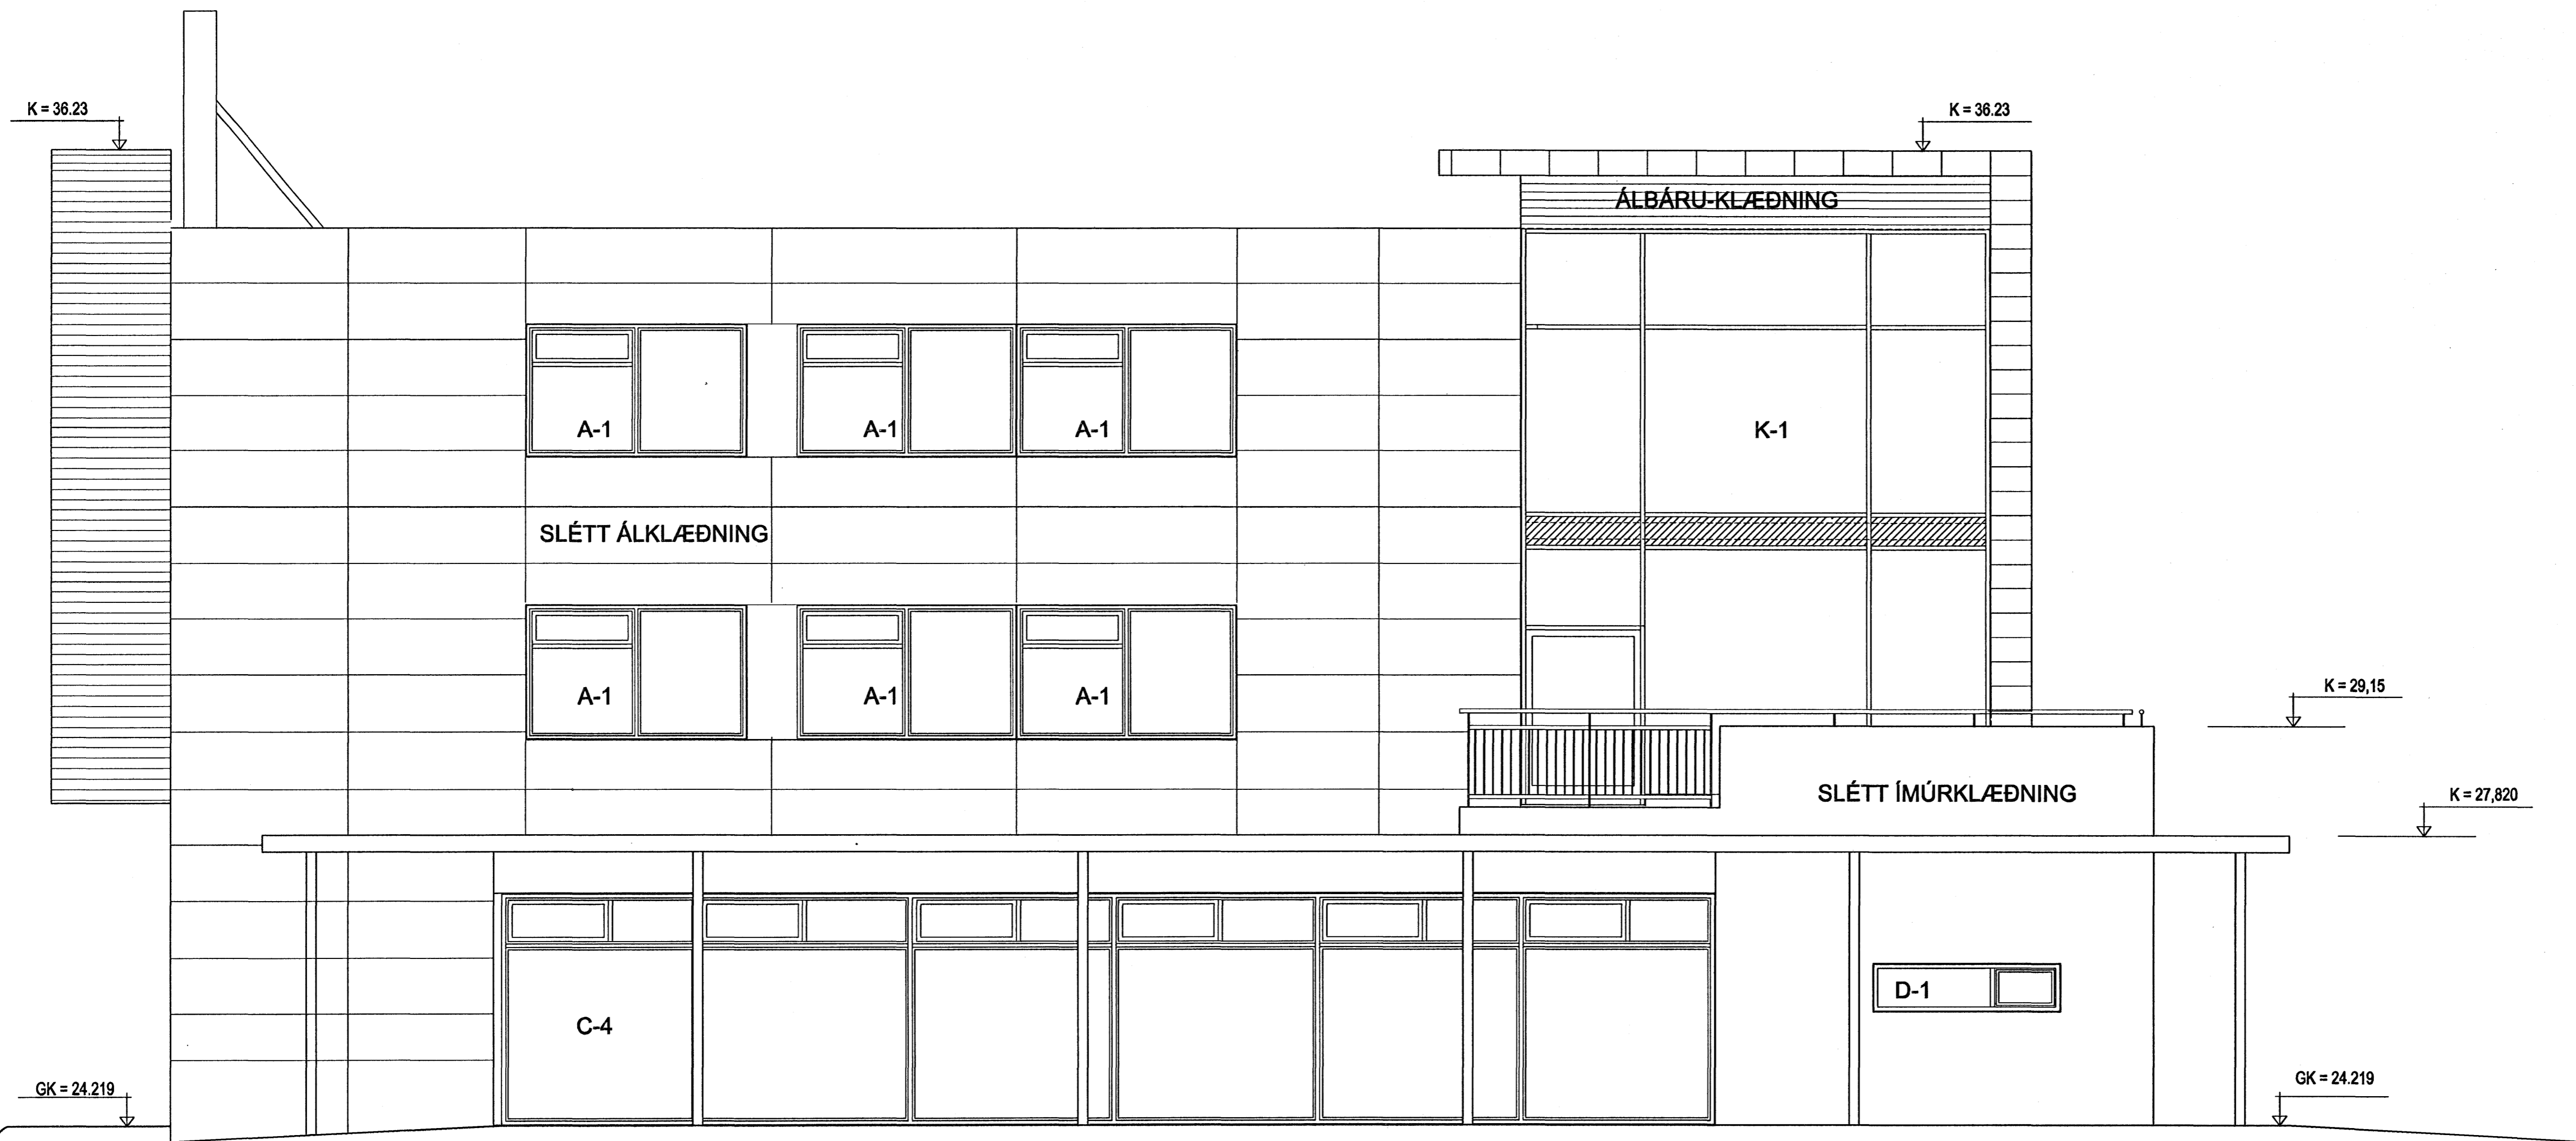 K = 36.23
K = 36.23
ÁLBÁRU-KLÆÐNING
A-1
A-1
A-1
K-1
SLÉTT ÁLKLÆÐNING
A-1
A-1
A-1
K = 29,15
SLÉTT ÍMÚRKLÆÐNING
K = 27,820
D-1
C-4
GK = 24.219
GK = 24.219